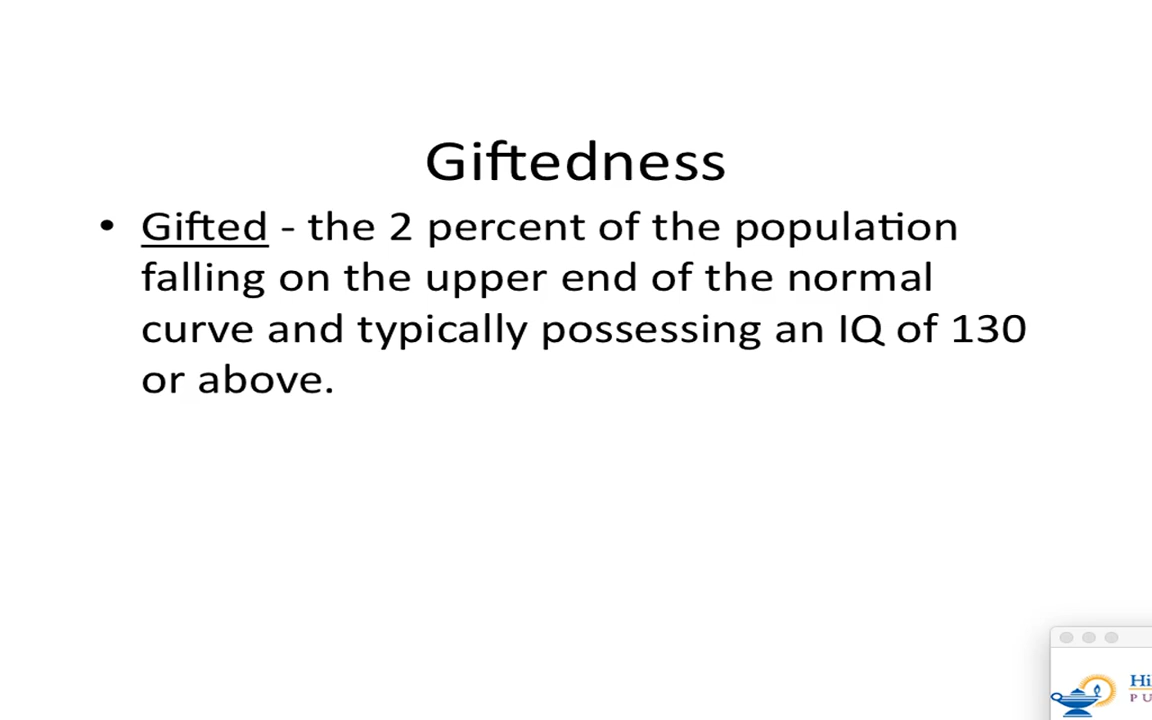 Giftedness
• Gifted - the 2 percent of the population
falling on the upper end of the normal
curve and typically possessing an IQ of 130
or above.